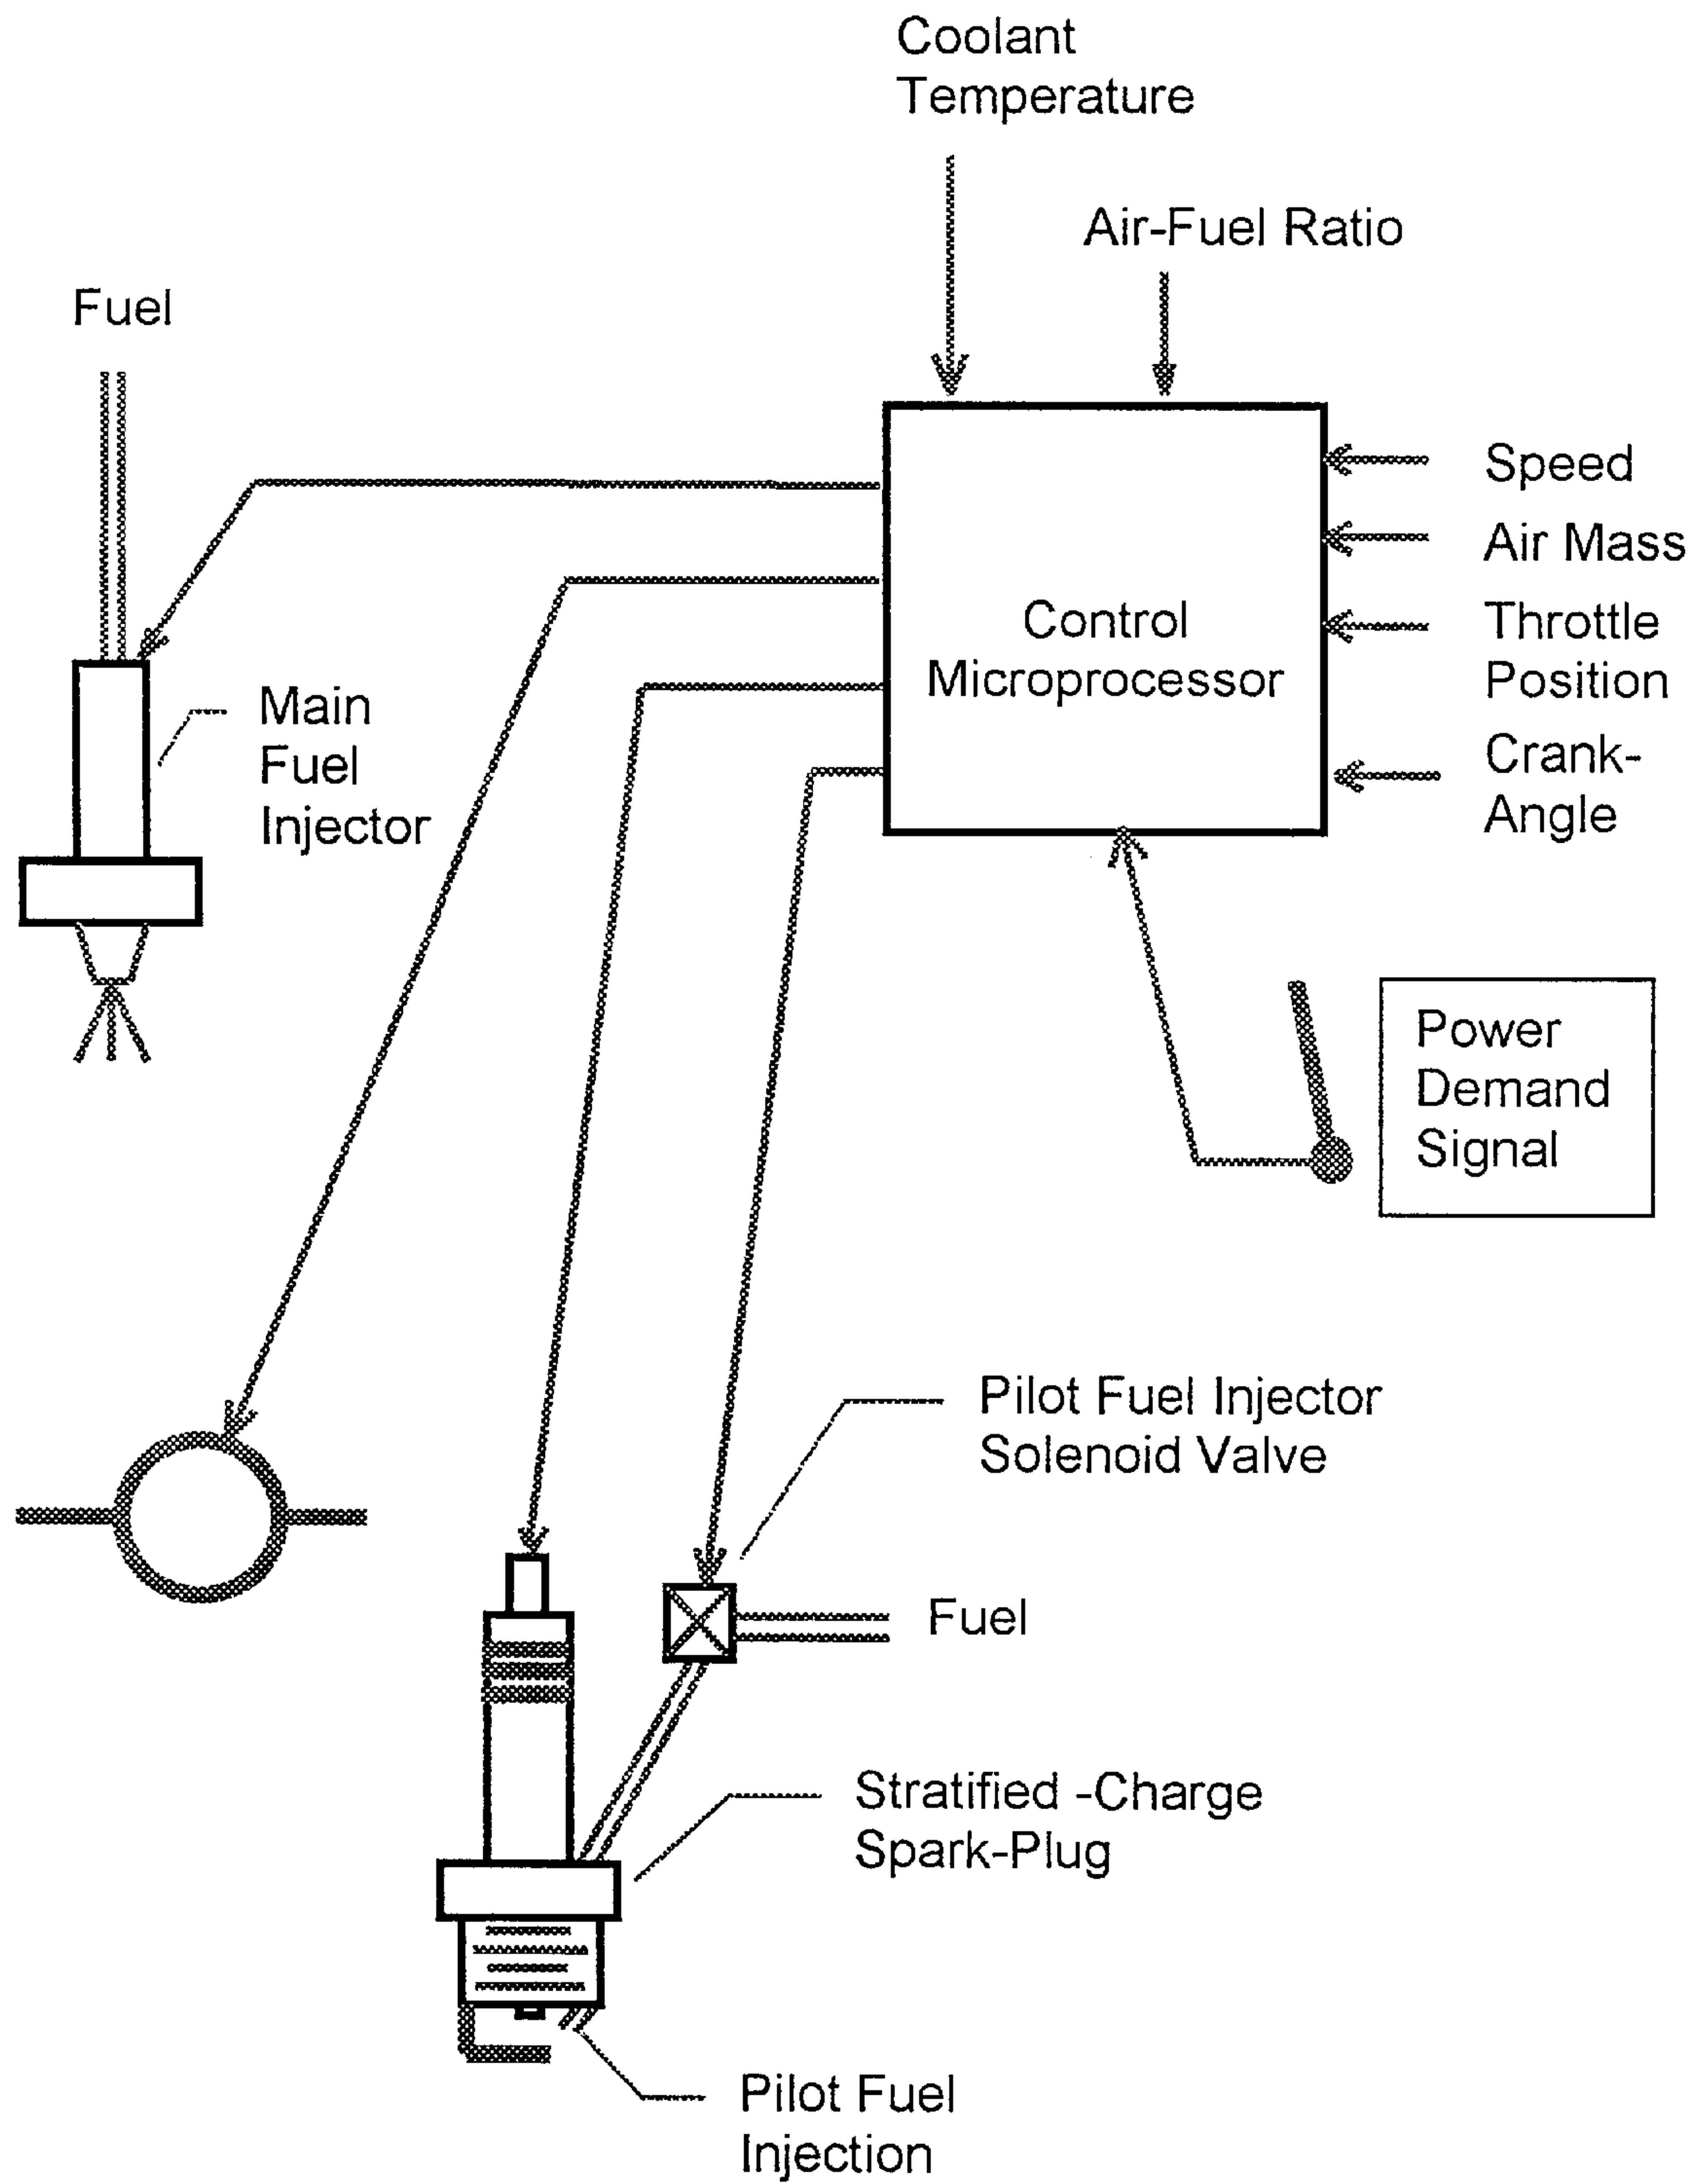 Coolant
Temperature
Air-Fuel Ratio
Fuel
Speed
Air Mass
Throttle
Position
Crank-
Angle
Control
Microprocessor
Main
Fuel
Injector
Power
Demand
Signal
Pilot Fuel Injector
Solenoid Valve
Fuel
Stratified -Charge
Spark-Plug
Pilot Fuel
Injection